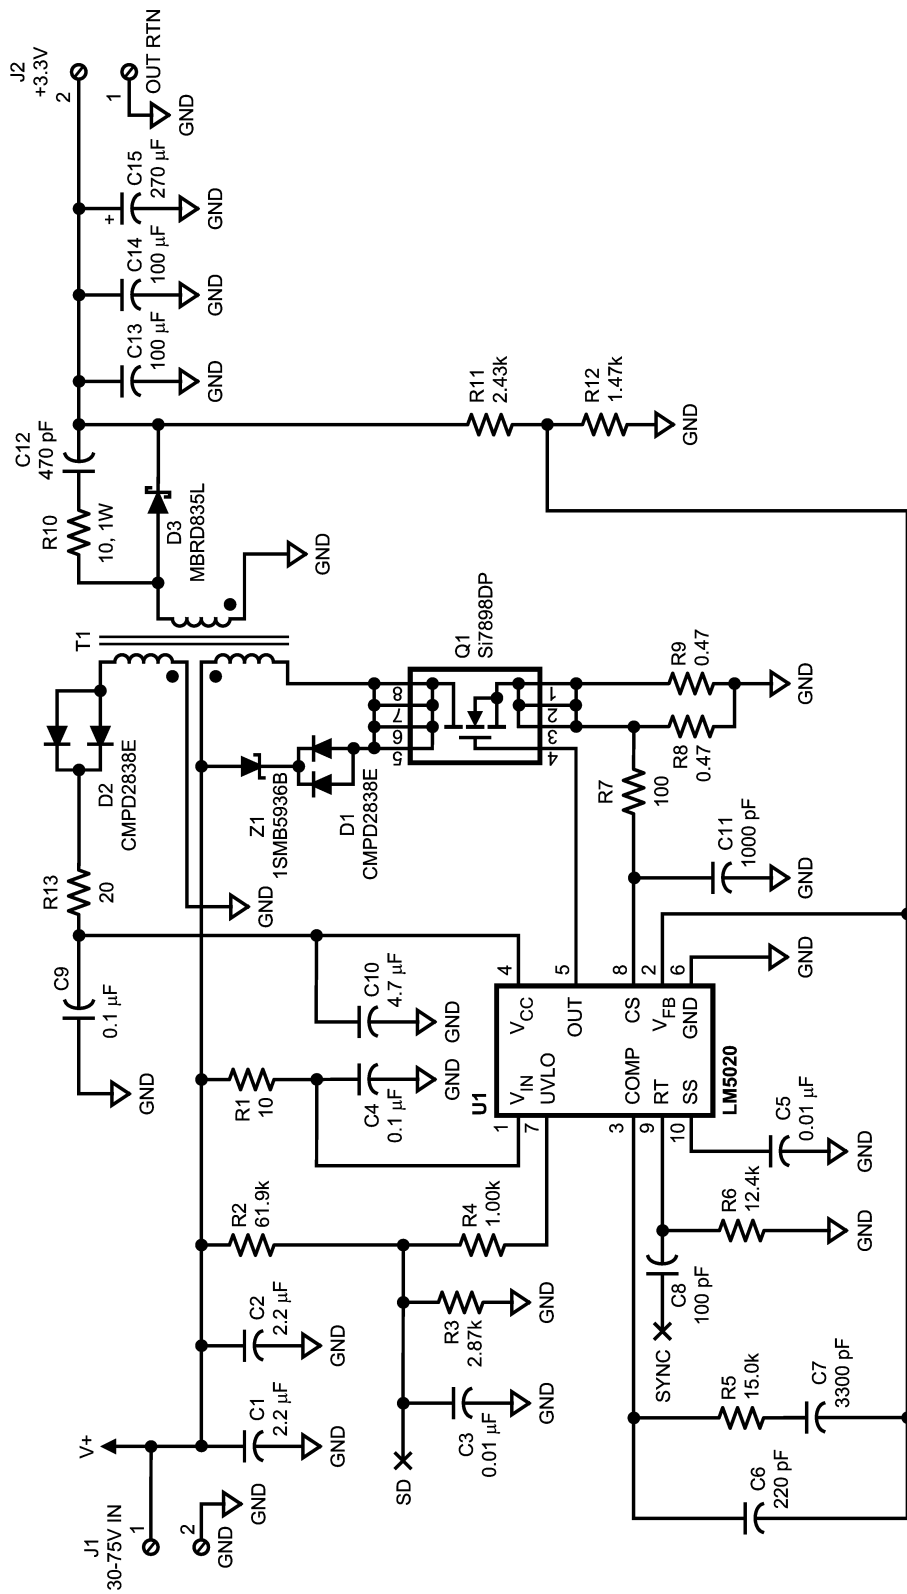 J1
30-75V IN
1
2
GND
GND
V+
C1
2.2 µF
GND
C2
2.2 µF
GND
SD
C3
0.01 µF
GND
R3
2.87k
GND
R2
61.9k
R4
1.00k
R1
10
C4
0.1 µF
GND
C10
4.7 µF
GND
C9
0.1 µF
GND
R13
20
D2
CMPD2838E
GND
T1
Z1
1SMB5936B
D1
CMPD2838E
R10
10, 1W
C12
470 pF
D3
MBRD835L
GND
C13
100 µF
GND
C14
100 µF
GND
+
C15
270 µF
GND
J2
+3.3V
2
1
OUT RTN
GND
R11
2.43k
R12
1.47k
GND
Q1
Si7898DP
5
6
7
8
4
3
2
1
R9
0.47
R8
0.47
GND
R7
100
C11
1000 pF
GND
U1
LM5020
1
VIN
7
UVLO
3
COMP
9
RT
10
SS
4
VCC
5
OUT
8
CS
2
VFB
6
GND
GND
C5
0.01 µF
GND
R6
12.4k
GND
C8
100 pF
SYNC
R5
15.0k
C7
3300 pF
C6
220 pF